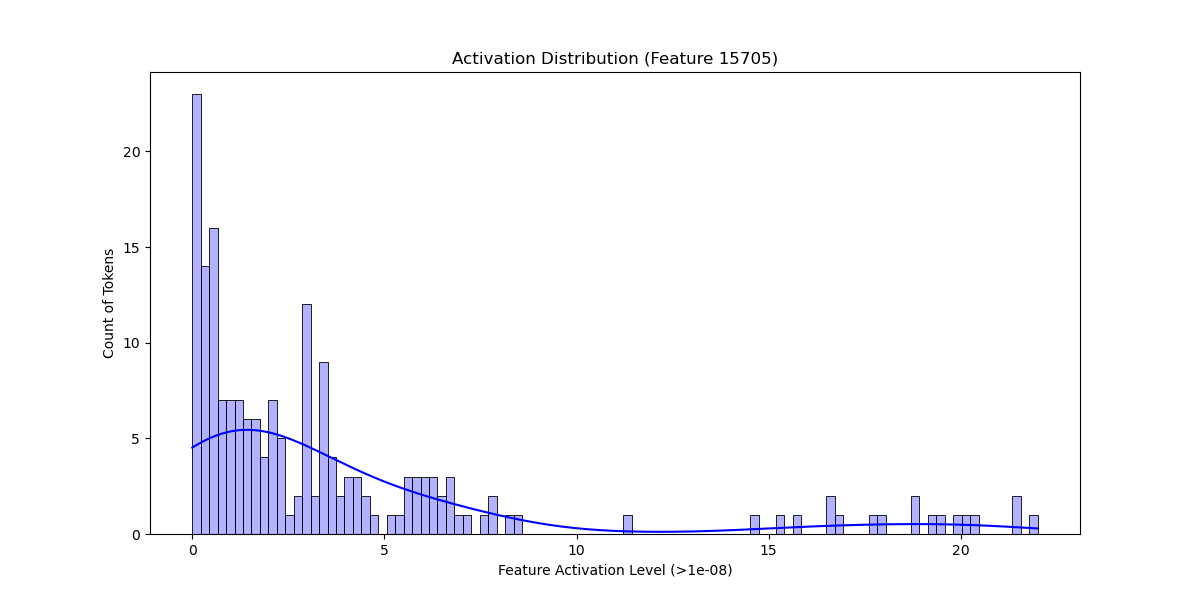 Activation Distribution (Feature 15705)
Count of Tokens
20
15
10
5
0
0 5 10 15 20
Feature Activation Level (>1e-08)